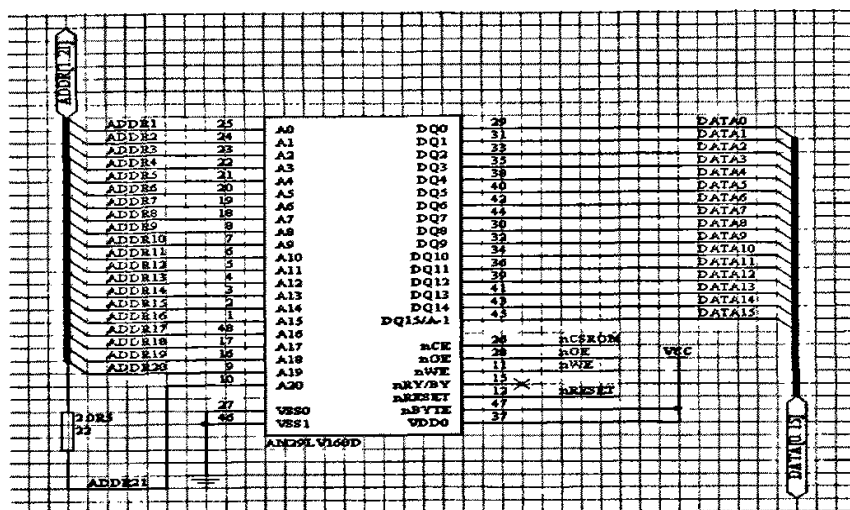 ADDR[1..21]
ADDR1 25 A0 DQ0 29 DATA0
ADDR2 24 A1 DQ1 31 DATA1
ADDR3 23 A2 DQ2 33 DATA2
ADDR4 22 A3 DQ3 35 DATA3
ADDR5 21 A4 DQ4 38 DATA4
ADDR6 20 A5 DQ5 40 DATA5
ADDR7 19 A6 DQ6 42 DATA6
ADDR8 18 A7 DQ7 44 DATA7
ADDR9 8 A8 DQ8 30 DATA8
ADDR10 7 A9 DQ9 32 DATA9
ADDR11 6 A10 DQ10 34 DATA10
ADDR12 5 A11 DQ11 36 DATA11
ADDR13 4 A12 DQ12 39 DATA12
ADDR14 3 A13 DQ13 41 DATA13
ADDR15 2 A14 DQ14 43 DATA14
ADDR16 1 A15 DQ15/A-1 45 DATA15
ADDR17 48 A16
ADDR18 17 A17 nCE 26 nCSROM
ADDR19 16 A18 nOE 28 nOE VCC
ADDR20 9 A19 nWE 11 nWE
10 A20 nRY/BY 15
nRESET 12 nRESET
27 VSS0 nBYTE 47
46 VSS1 VDD0 37
22
ADDR21
DATA[0..15]